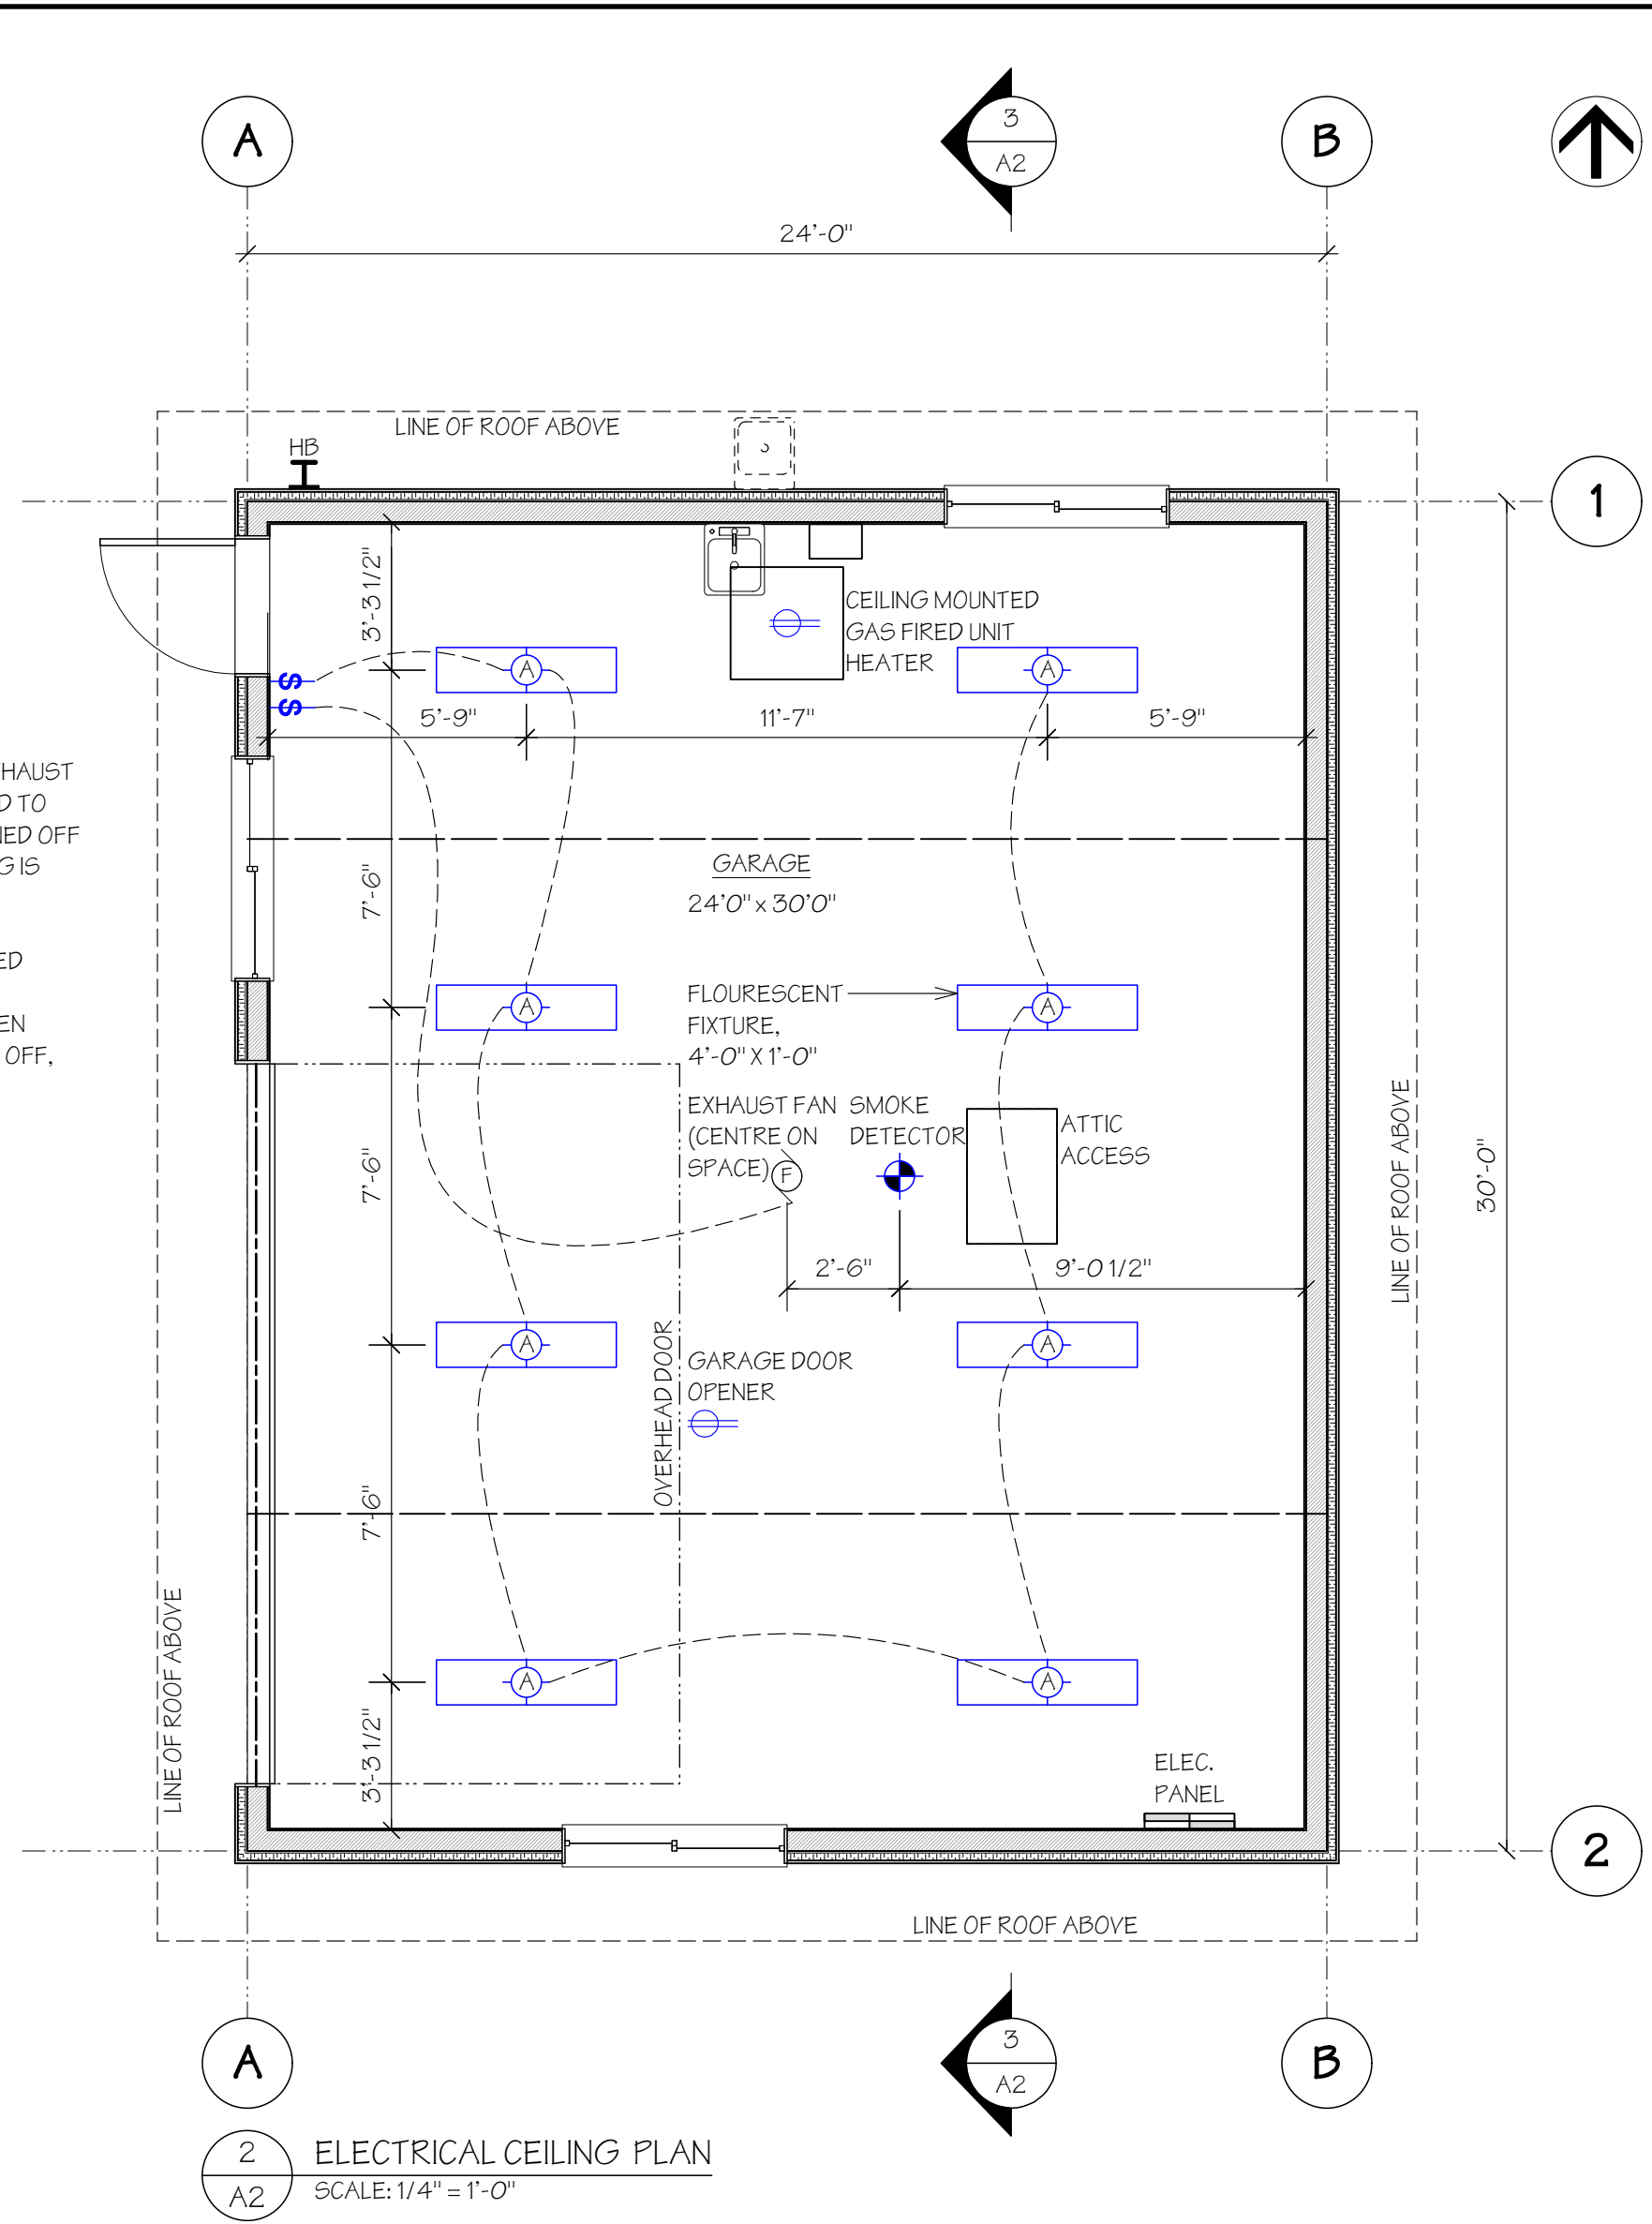 A
3
A2
B
24'-0"
LINE OF ROOF ABOVE
HB
1
3'-3 1/2"
CEILING MOUNTED
GAS FIRED UNIT
HEATER
A
A
S
S
5'-9"
11'-7"
5'-9"
TO
OFF
IS
GARAGE
24'0" x 30'0"
7'-6"
FLOURESCENT
FIXTURE,
4'-0" X 1'-0"
A
A
OFF,
EXHAUST FAN
(CENTRE ON
SPACE)
F
SMOKE
DETECTOR
ATTIC
ACCESS
LINE OF ROOF ABOVE
30'-0"
7'-6"
2'-6"
9'-0 1/2"
A
A
OVERHEAD DOOR
GARAGE DOOR
OPENER
7'-6"
LINE OF ROOF ABOVE
A
A
3'-3 1/2"
ELEC.
PANEL
2
LINE OF ROOF ABOVE
A
3
A2
B
2
A2
ELECTRICAL CEILING PLAN
SCALE: 1/4" = 1'-0"